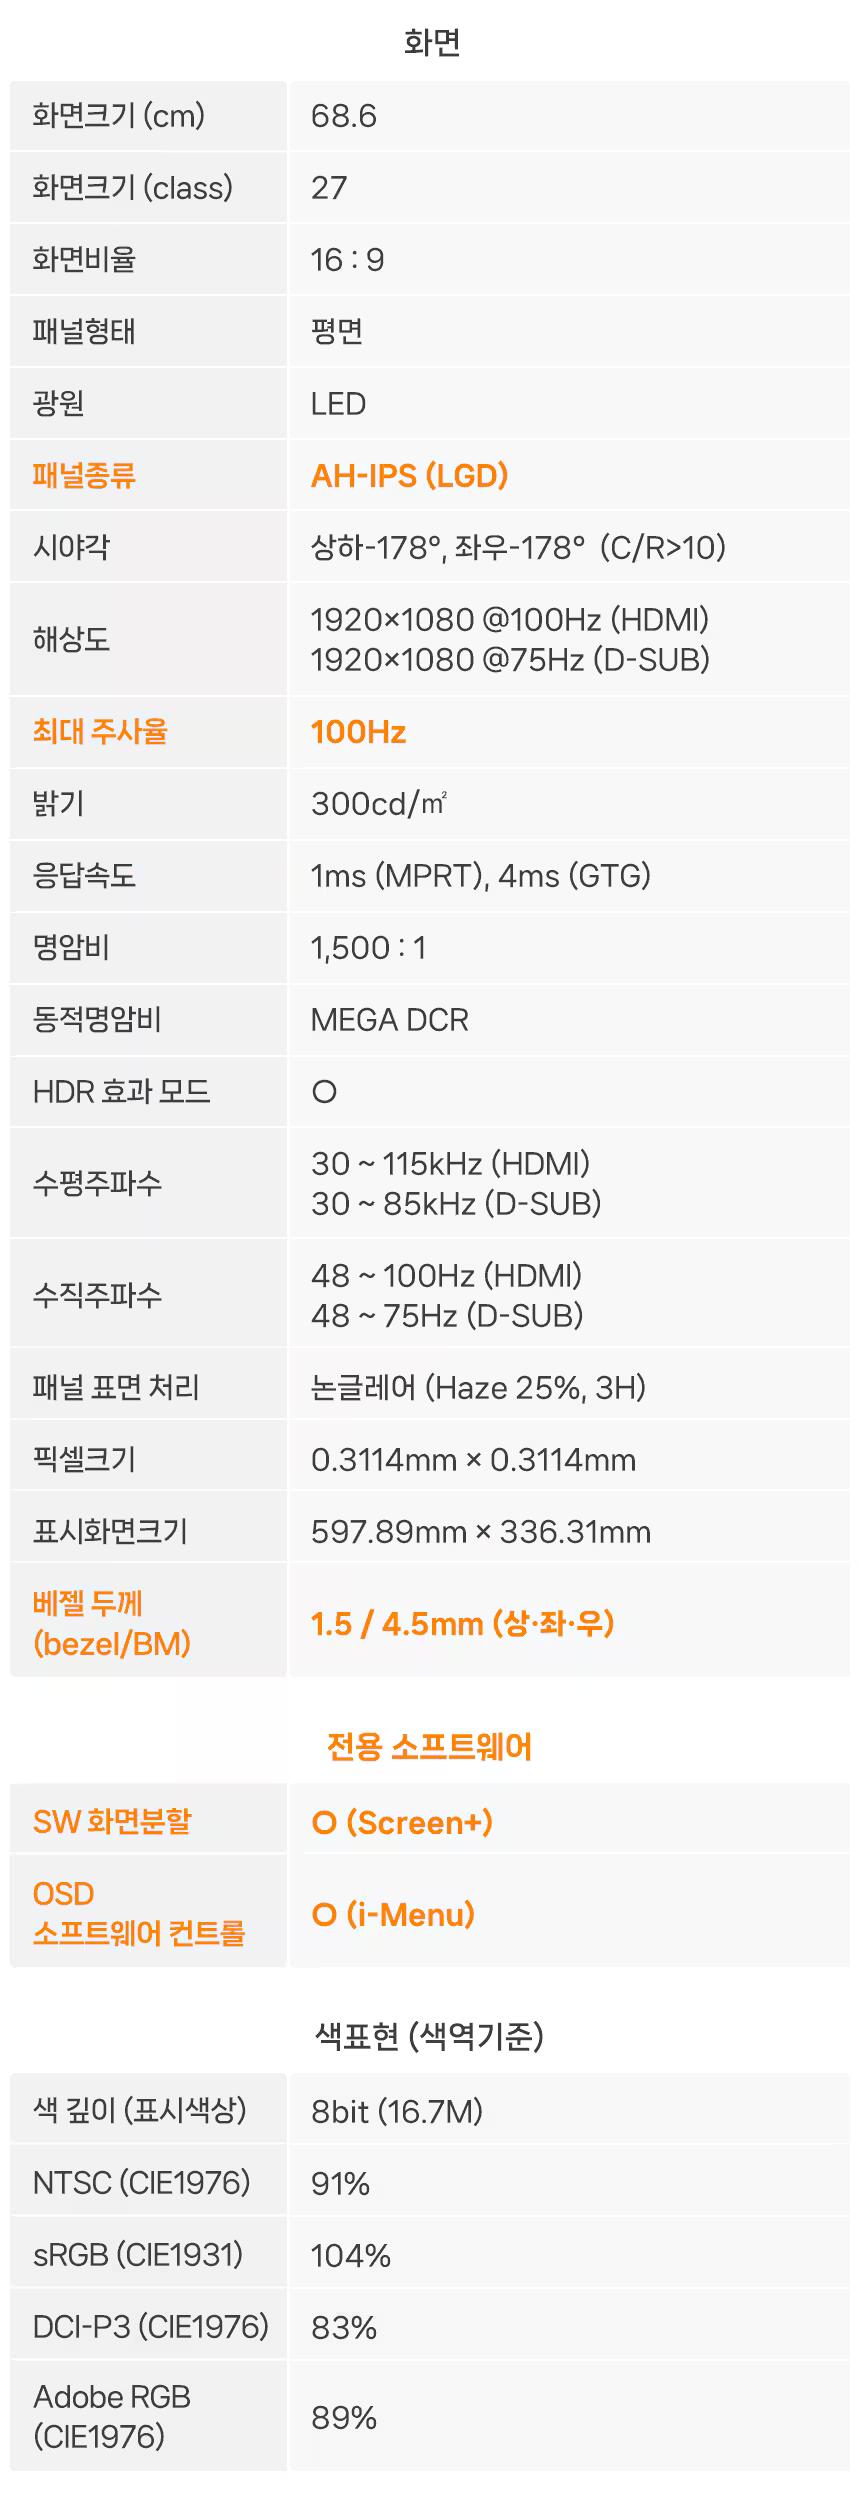 화면
화면크기 (cm) 68.6
화면크기 (class) 27
화면비율 16 : 9
패널형태 평면
광원 LED
패널종류 AH-IPS (LGD)
시야각 상하-178°, 좌우-178° (C/R>10)
해상도 1920×1080 @100Hz (HDMI)
1920×1080 @75Hz (D-SUB)
최대 주사율 100Hz
밝기 300cd/㎡
응답속도 1ms (MPRT), 4ms (GTG)
명암비 1,500 : 1
동적명암비 MEGA DCR
HDR 효과 모드 O
수평주파수 30 ~ 115kHz (HDMI)
30 ~ 85kHz (D-SUB)
수직주파수 48 ~ 100Hz (HDMI)
48 ~ 75Hz (D-SUB)
패널 표면 처리 논글레어 (Haze 25%, 3H)
픽셀크기 0.3114mm × 0.3114mm
표시화면크기 597.89mm × 336.31mm
베젤 두께
(bezel/BM) 1.5 / 4.5mm (상·좌·우)
전용 소프트웨어
SW 화면분할 O (Screen+)
OSD
소프트웨어 컨트롤 O (i-Menu)
색표현 (색역기준)
색 깊이 (표시색상) 8bit (16.7M)
NTSC (CIE1976) 91%
sRGB (CIE1931) 104%
DCI-P3 (CIE1976) 83%
Adobe RGB
(CIE1976) 89%